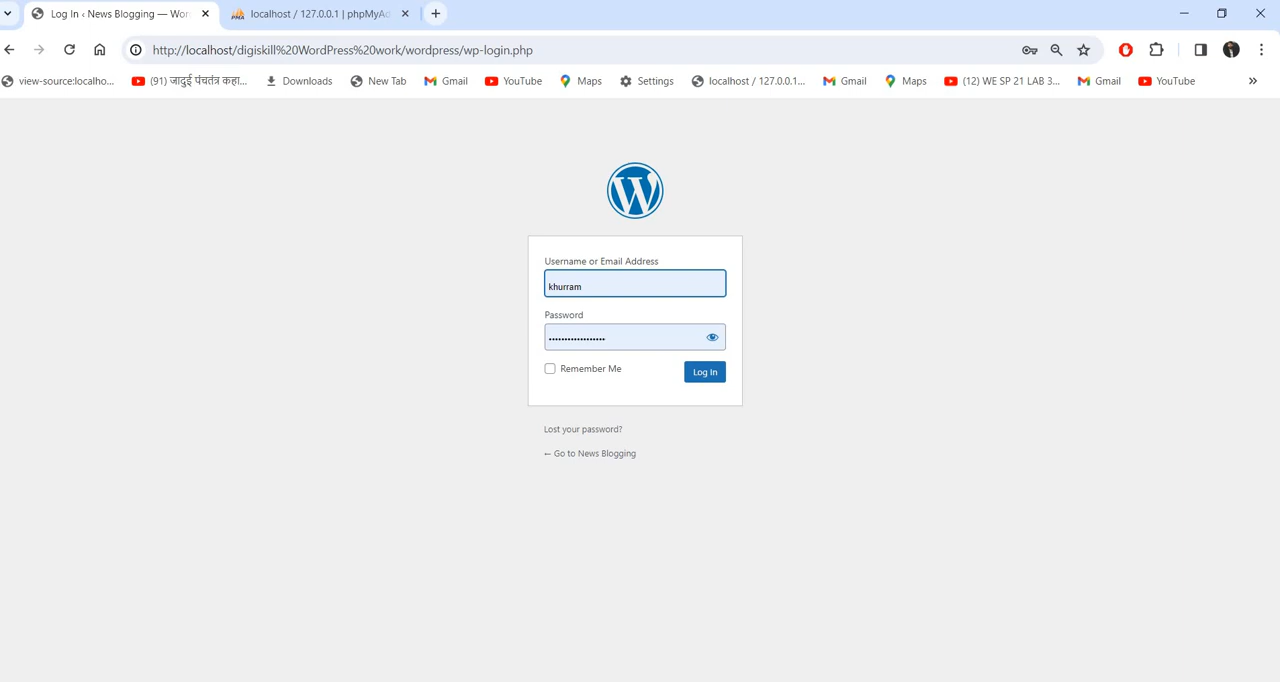 Log In ‹ News Blogging — Wor
localhost / 127.0.0.1 | phpMyAd
http://localhost/digiskill%20WordPress%20work/wordpress/wp-login.php
view-source:localho...
(91) जादुई पंचतंत्र कहा...
Downloads
New Tab
Gmail
YouTube
Maps
Settings
localhost / 127.0.0.1...
Gmail
Maps
(12) WE SP 21 LAB 3...
Gmail
YouTube
»
Username or Email Address
khurram
Password
••••••••••••••••••
Remember Me
Log In
Lost your password?
← Go to News Blogging